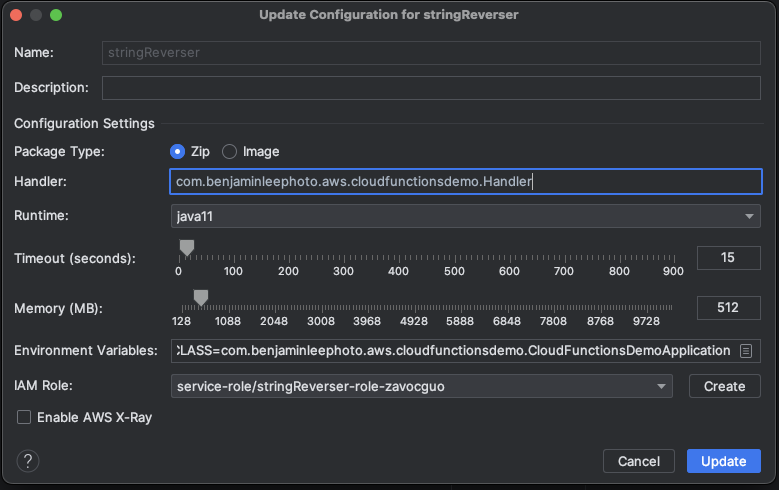 Update Configuration for stringReverser
Name: stringReverser
Description:
Configuration Settings
Package Type: Zip Image
Handler: com.benjaminleephoto.aws.cloudfunctionsdemo.Handler
Runtime: java11
Timeout (seconds): 15
0 100 200 300 400 500 600 700 800 900
Memory (MB): 512
128 1088 2048 3008 3968 4928 5888 6848 7808 8768 9728
Environment Variables: CLASS=com.benjaminleephoto.aws.cloudfunctionsdemo.CloudFunctionsDemoApplication
IAM Role: service-role/stringReverser-role-zavocguo Create
Enable AWS X-Ray
? Cancel Update